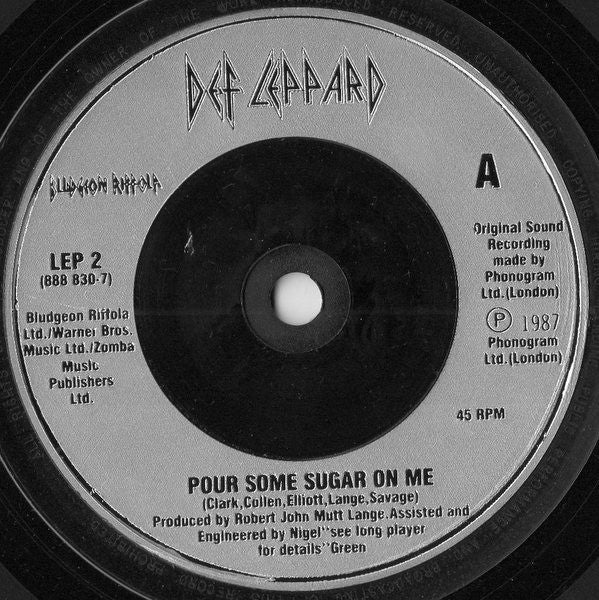 DEF LEPPARD
BLUDGEON RIFFOLA
A
LEP 2
(888 830-7)
Bludgeon Riffola
Ltd./Warner Bros.
Music Ltd./Zomba
Music
Publishers
Ltd.
Original Sound
Recording
made by
Phonogram
Ltd.(London)
Ⓟ 1987
Phonogram
Ltd.(London)
45 RPM
POUR SOME SUGAR ON ME
(Clark,Collen,Elliott,Lange,Savage)
Produced by Robert John Mutt Lange.Assisted and
Engineered by Nigel"see long player
for details"Green